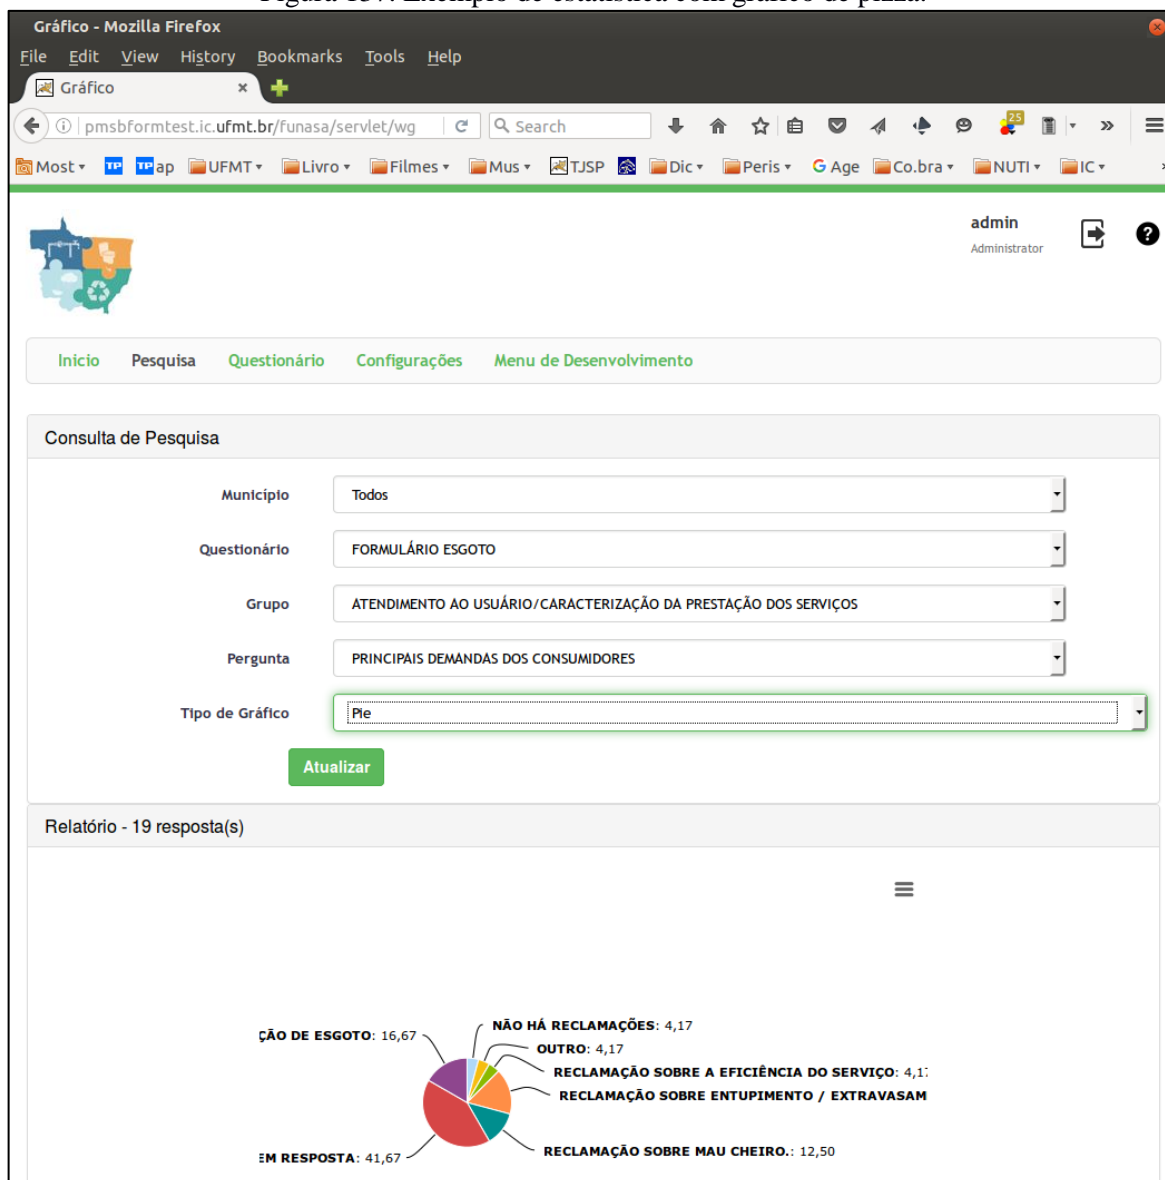 Gráfico - Mozilla Firefox
File Edit View History Bookmarks Tools Help
Gráfico
pmsbformtest.ic.ufmt.br/funasa/servlet/wg Search 25
Most TP TP ap UFMT Livro Filmes Mus TJSP Dic Peris G Age Co.bra NUTI IC
admin
Administrator
Inicio Pesquisa Questionário Configurações Menu de Desenvolvimento
Consulta de Pesquisa
Município Todos
Questionário FORMULÁRIO ESGOTO
Grupo ATENDIMENTO AO USUÁRIO/CARACTERIZAÇÃO DA PRESTAÇÃO DOS SERVIÇOS
Pergunta PRINCIPAIS DEMANDAS DOS CONSUMIDORES
Tipo de Gráfico Pie
Atualizar
Relatório - 19 resposta(s)
NÃO HÁ RECLAMAÇÕES: 4,17
ÇÃO DE ESGOTO: 16,67
OUTRO: 4,17
RECLAMAÇÃO SOBRE A EFICIÊNCIA DO SERVIÇO: 4,1
RECLAMAÇÃO SOBRE ENTUPIMENTO / EXTRAVASAM
RECLAMAÇÃO SOBRE MAU CHEIRO.: 12,50
EM RESPOSTA: 41,67